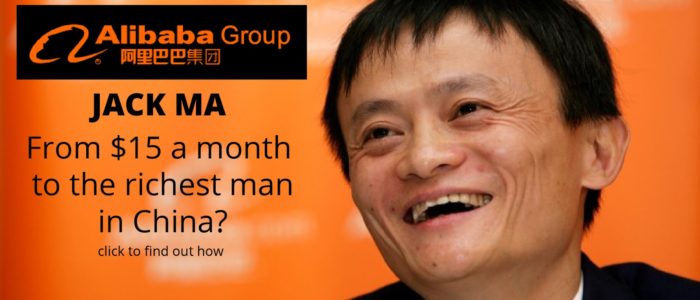 Alibaba Group
阿里巴巴集团
JACK MA
From $15 a month
to the richest man
in China?
click to find out how